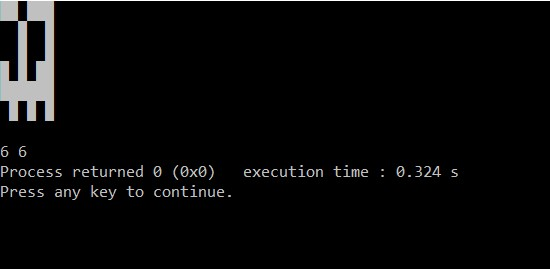 6 6
Process returned 0 (0x0)   execution time : 0.324 s
Press any key to continue.